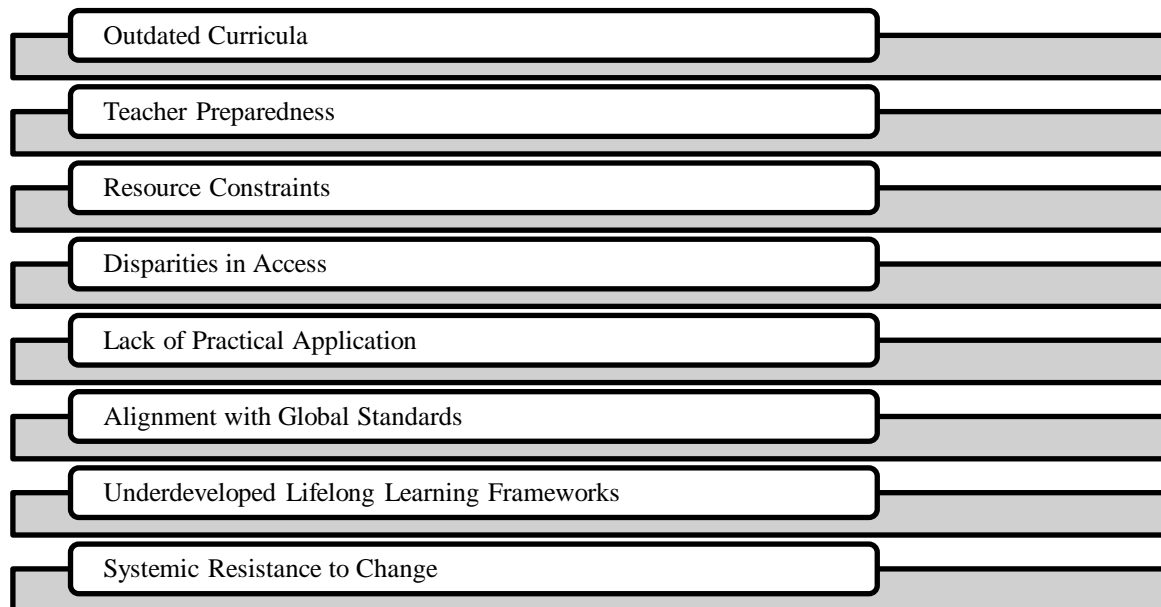 Outdated Curricula
Teacher Preparedness
Resource Constraints
Disparities in Access
Lack of Practical Application
Alignment with Global Standards
Underdeveloped Lifelong Learning Frameworks
Systemic Resistance to Change